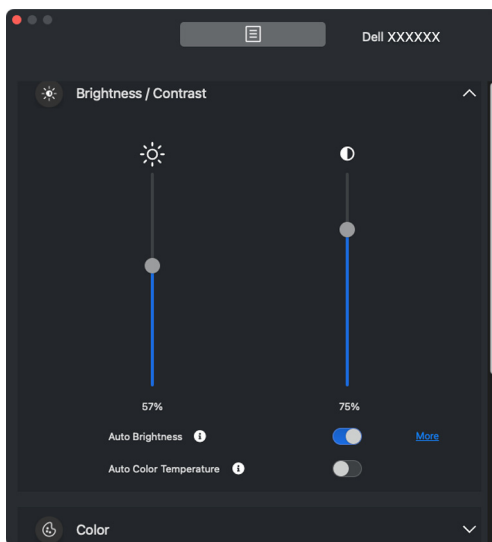 Dell XXXXXX
Brightness / Contrast
57% 75%
Auto Brightness More
Auto Color Temperature
Color